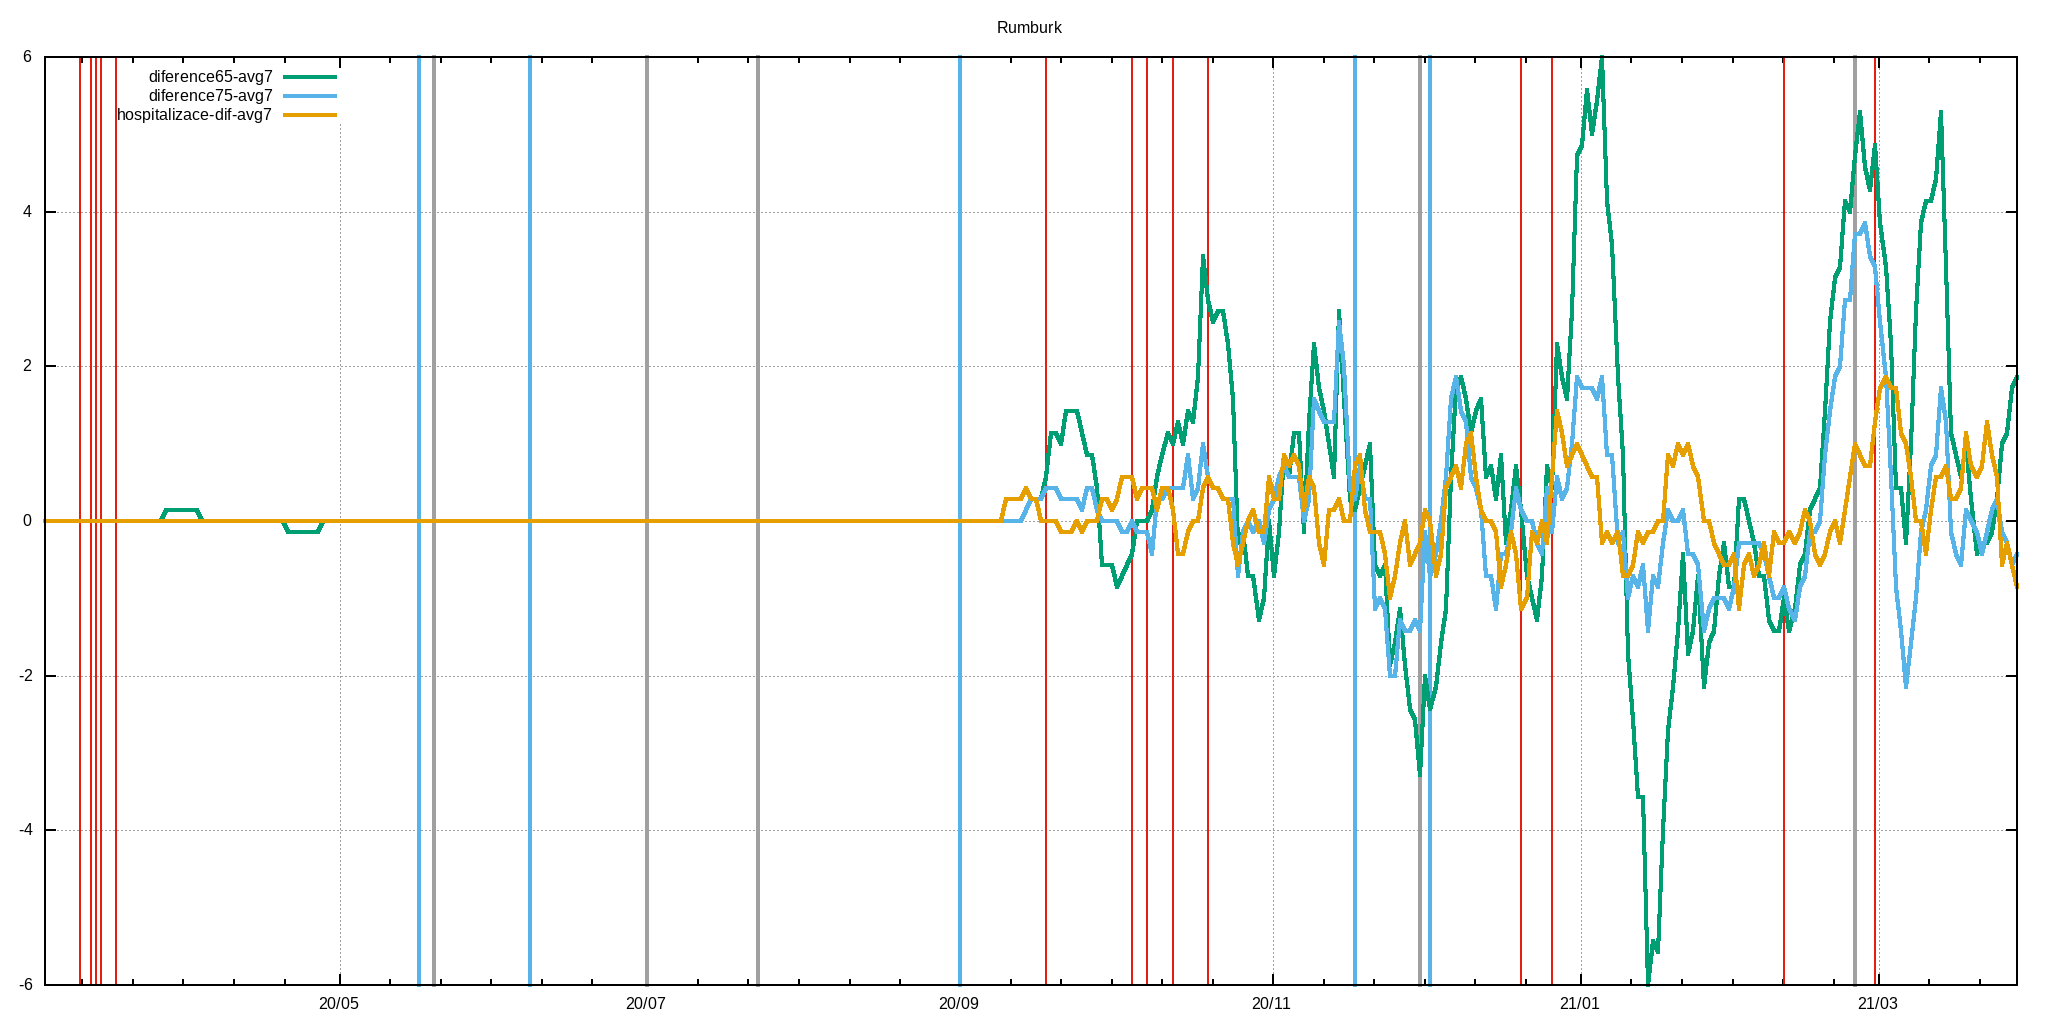 Rumburk
diference65-avg7
diference75-avg7
hospitalizace-dif-avg7
6
4
2
0
-2
-4
-6
20/05 20/07 20/09 20/11 21/01 21/03